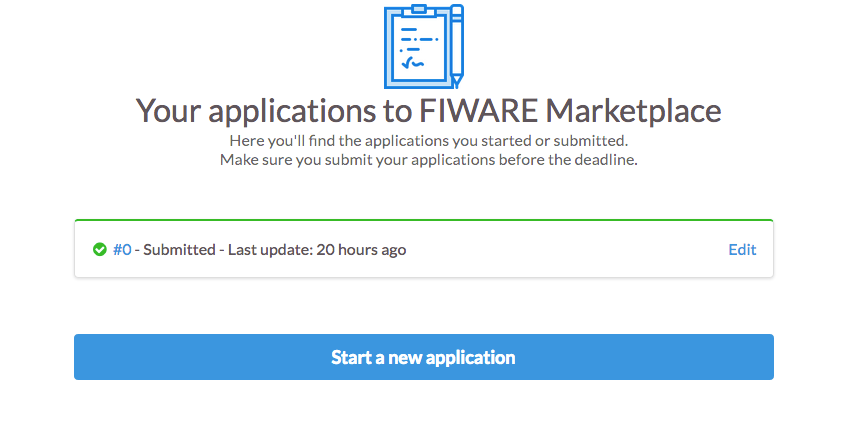 Your applications to FIWARE Marketplace
Here you'll find the applications you started or submitted.
Make sure you submit your applications before the deadline.
#0 - Submitted - Last update: 20 hours ago
Edit
Start a new application